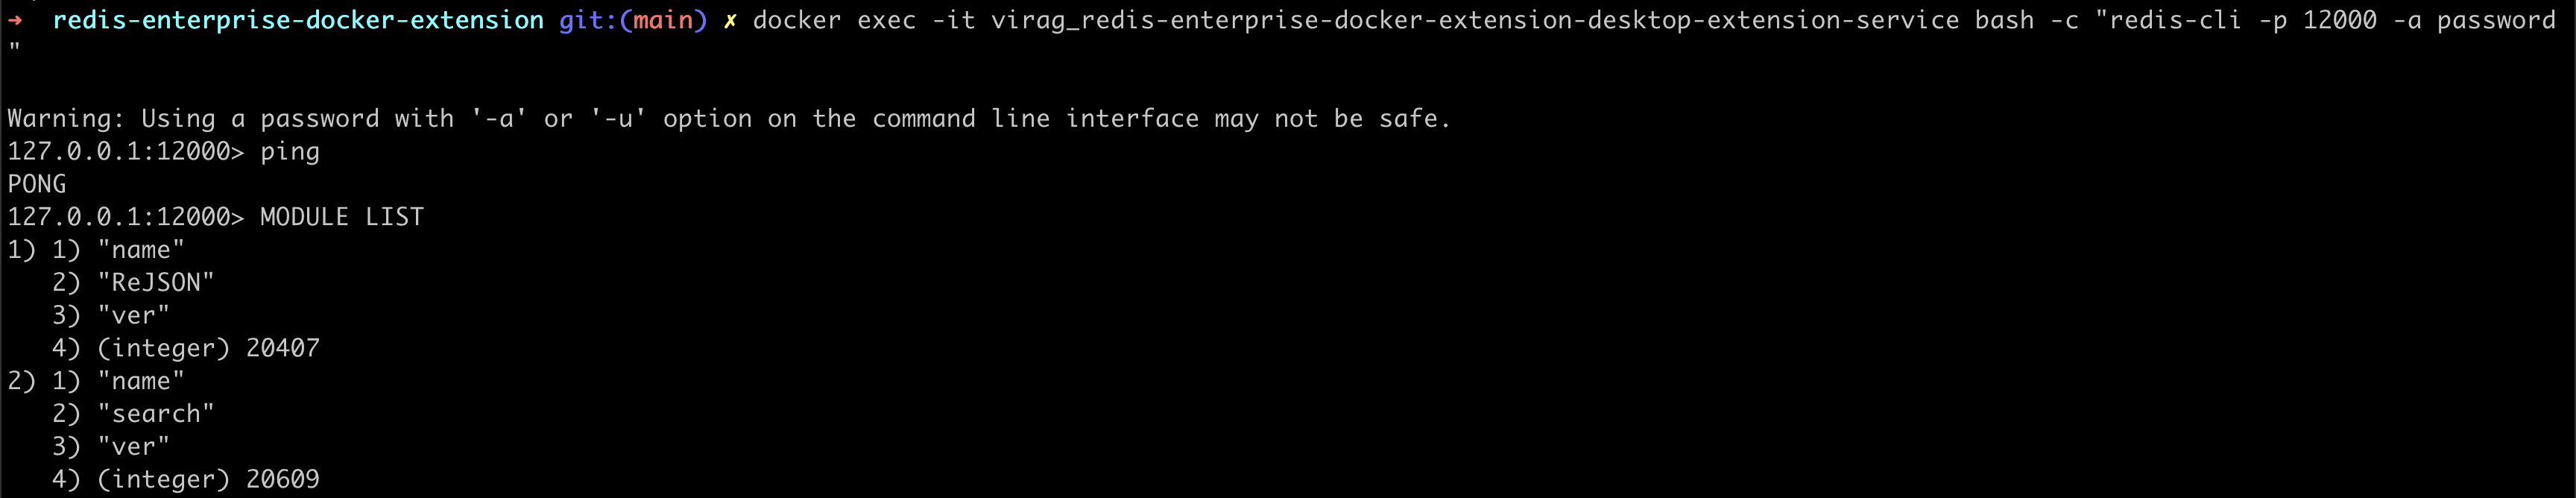 ➜  redis-enterprise-docker-extension git:(main) ✗ docker exec -it virag_redis-enterprise-docker-extension-desktop-extension-service bash -c "redis-cli -p 12000 -a password
"
Warning: Using a password with '-a' or '-u' option on the command line interface may not be safe.
127.0.0.1:12000> ping
PONG
127.0.0.1:12000> MODULE LIST
1) 1) "name"
   2) "ReJSON"
   3) "ver"
   4) (integer) 20407
2) 1) "name"
   2) "search"
   3) "ver"
   4) (integer) 20609